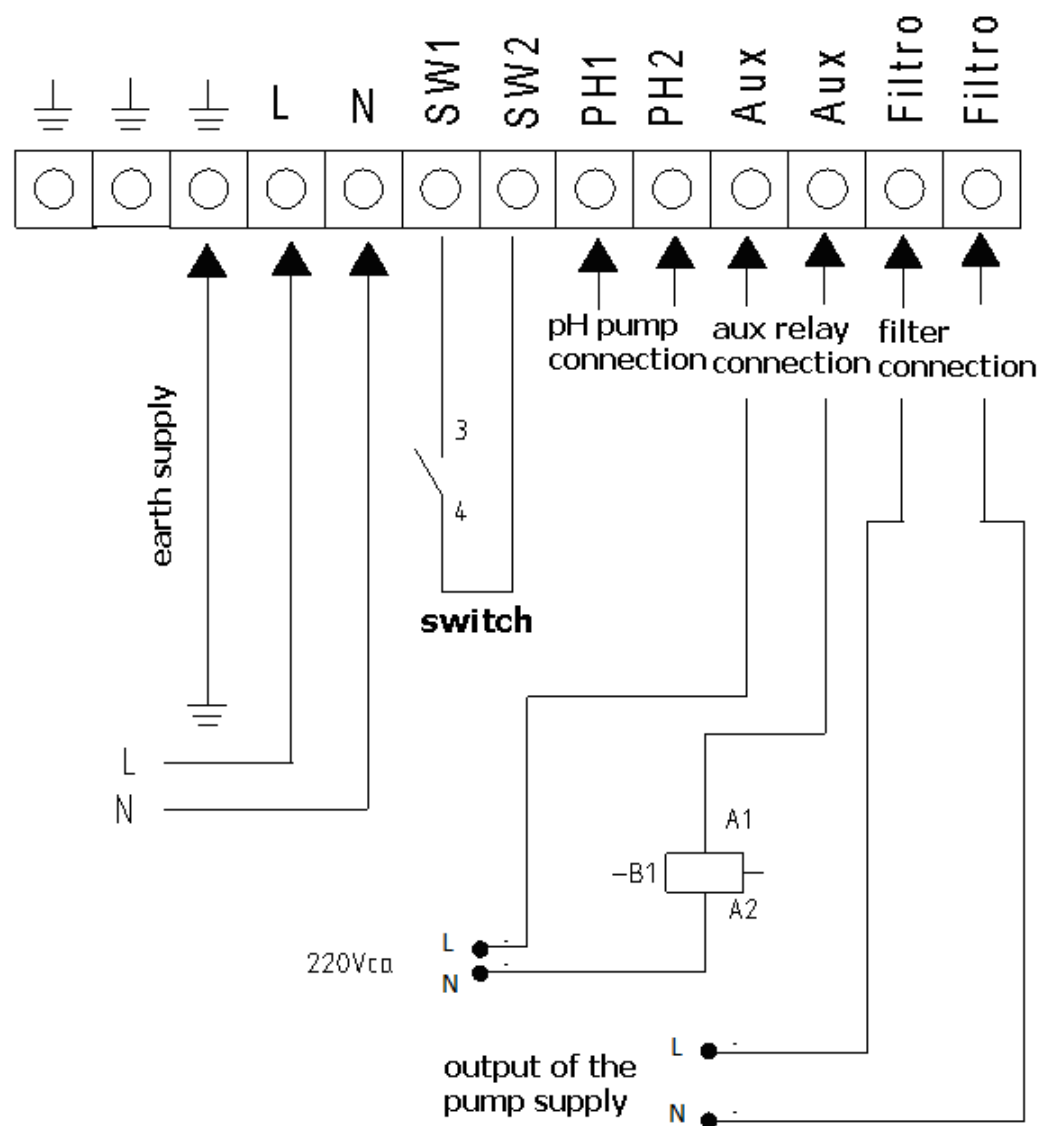 L
N
SW1
SW2
PH1
PH2
Aux
Aux
Filtro
Filtro
pH pump
connection
aux relay
connection
filter
connection
earth supply
3
4
switch
L
N
A1
-B1
A2
220Vca
L
N
output of the
pump supply
L
N